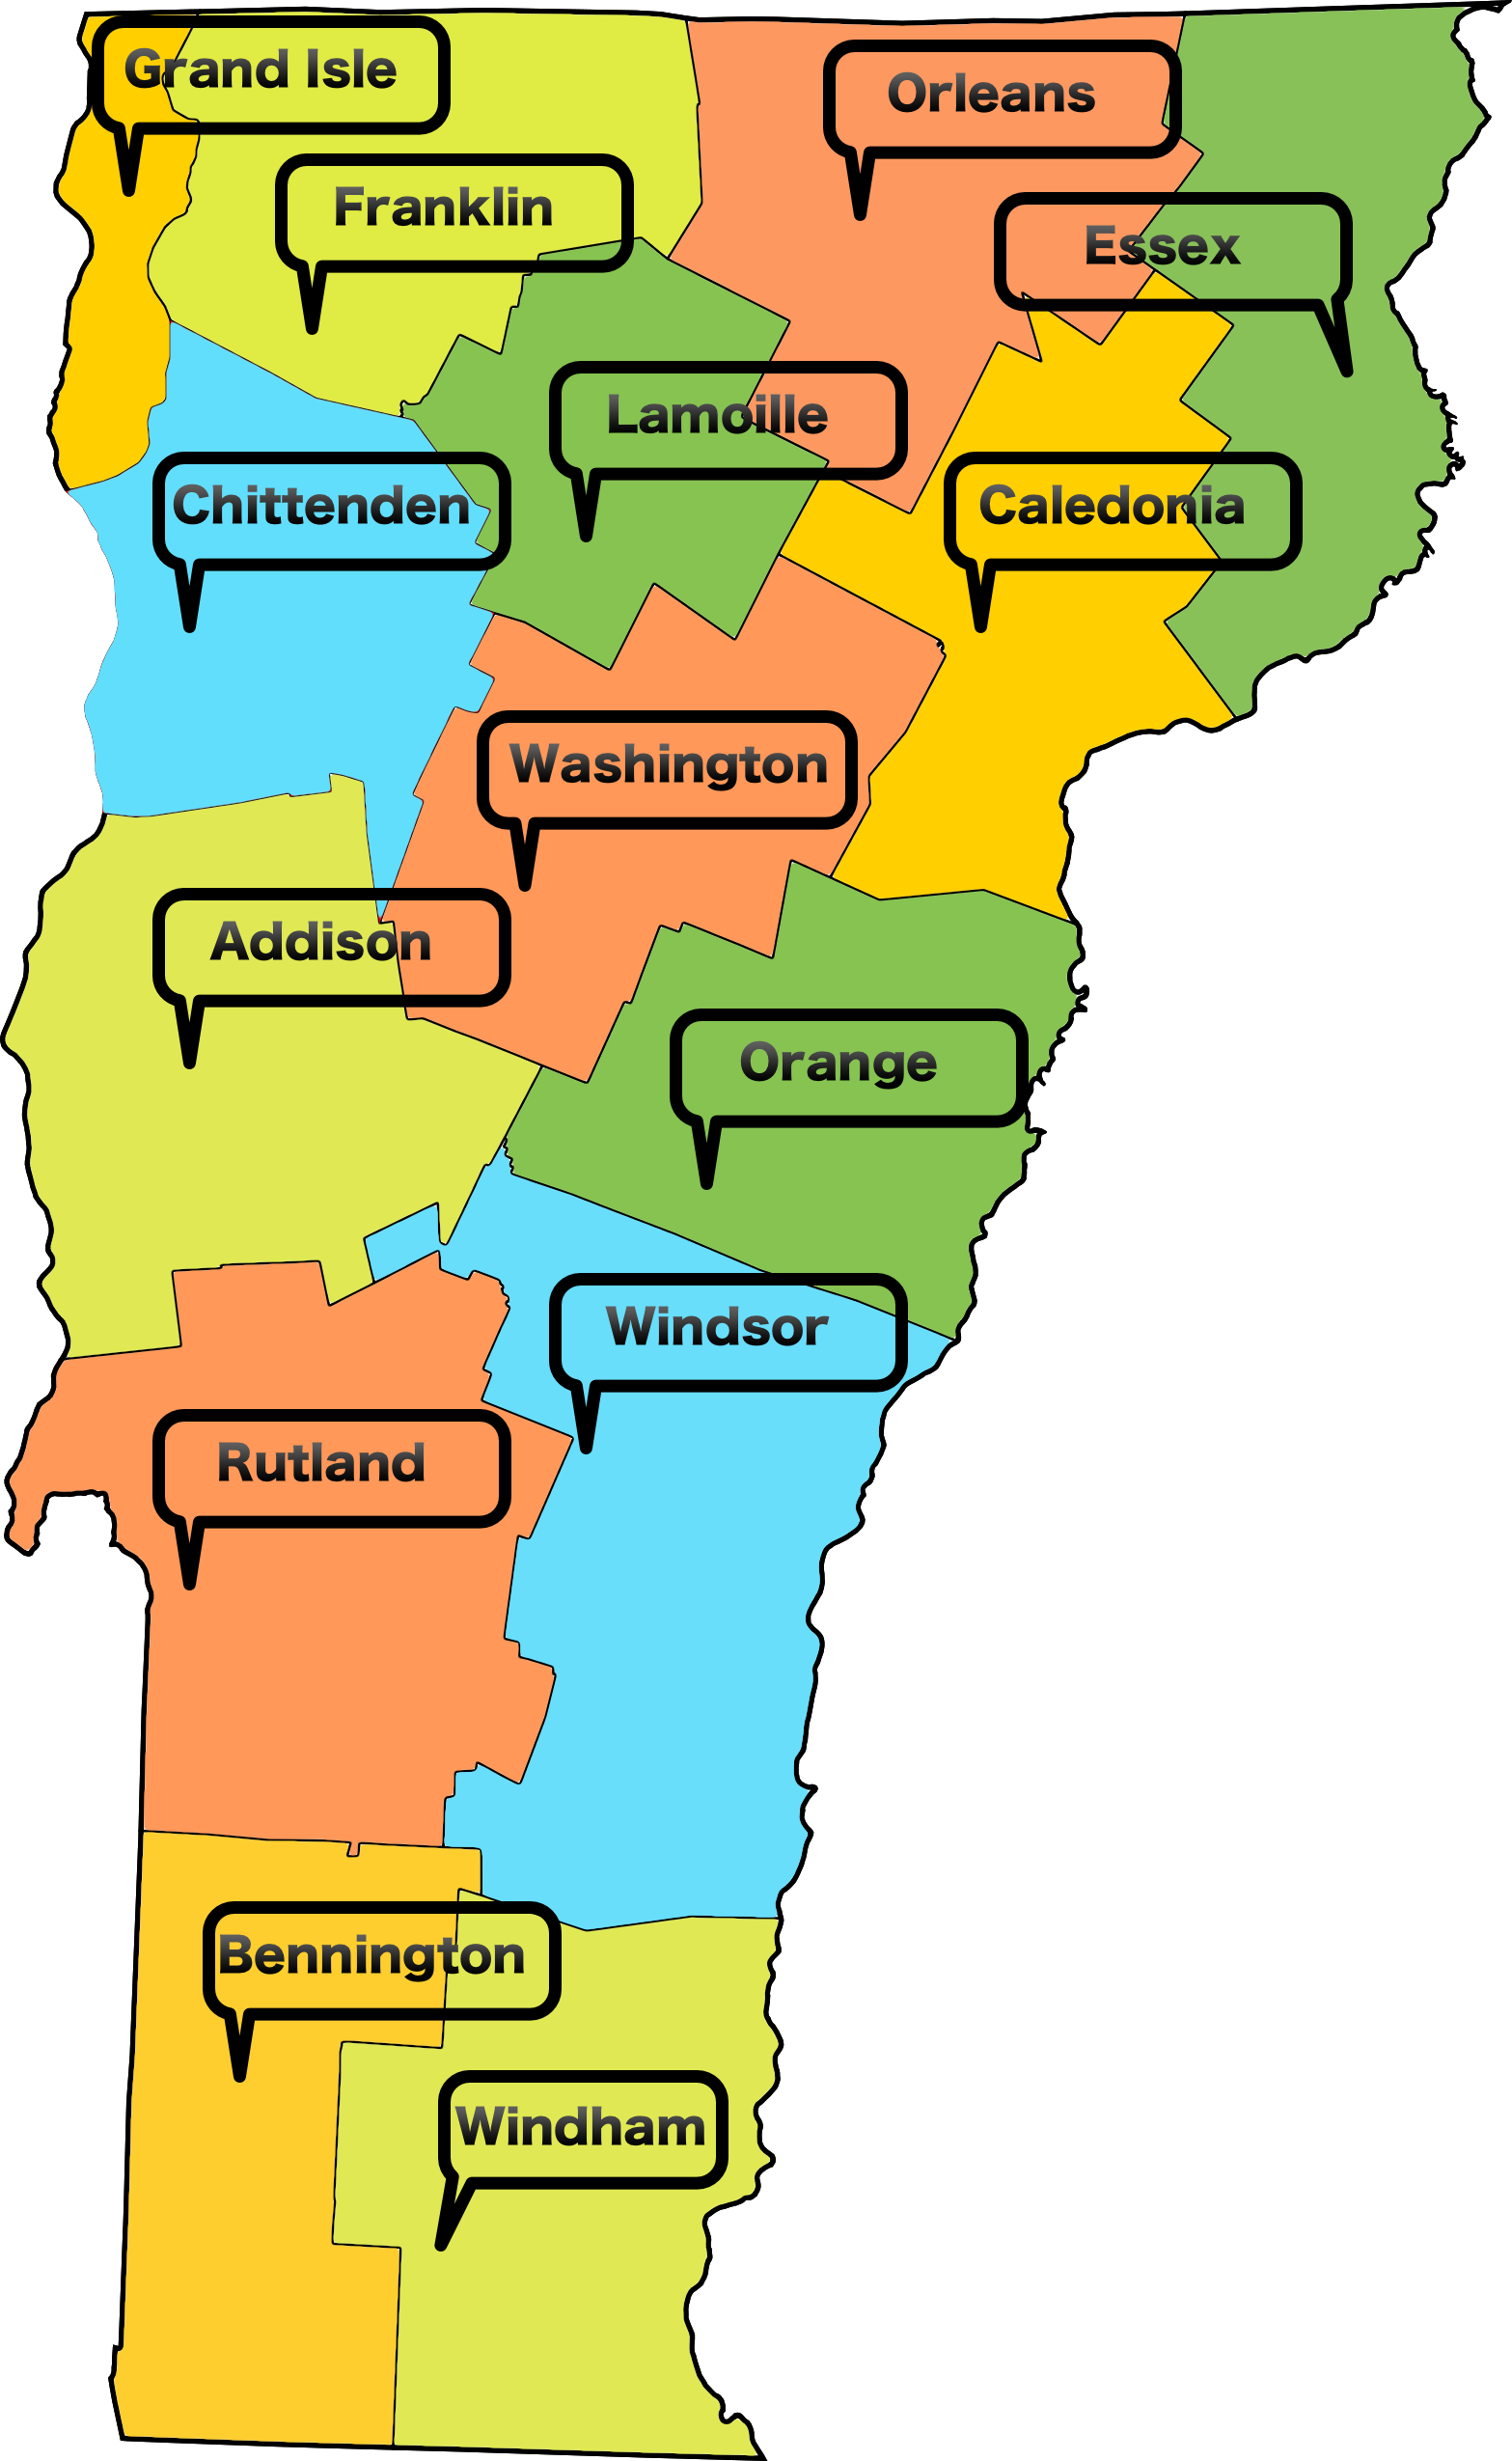 Grand Isle
Orleans
Franklin
Essex
Lamoille
Chittenden
Caledonia
Washington
Addison
Orange
Windsor
Rutland
Bennington
Windham